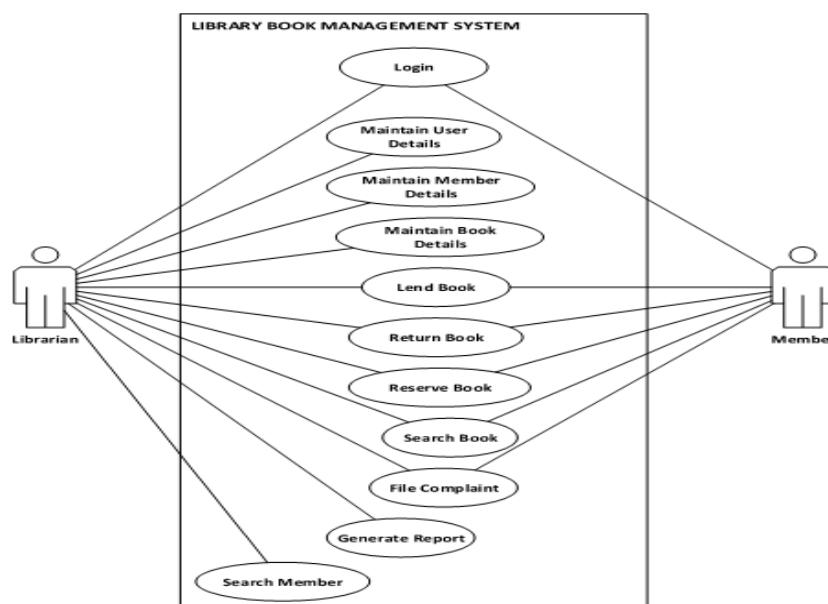 LIBRARY BOOK MANAGEMENT SYSTEM
Login
Maintain User
Details
Maintain Member
Details
Maintain Book
Details
Lend Book
Return Book
Librarian
Member
Reserve Book
Search Book
File Complaint
Generate Report
Search Member